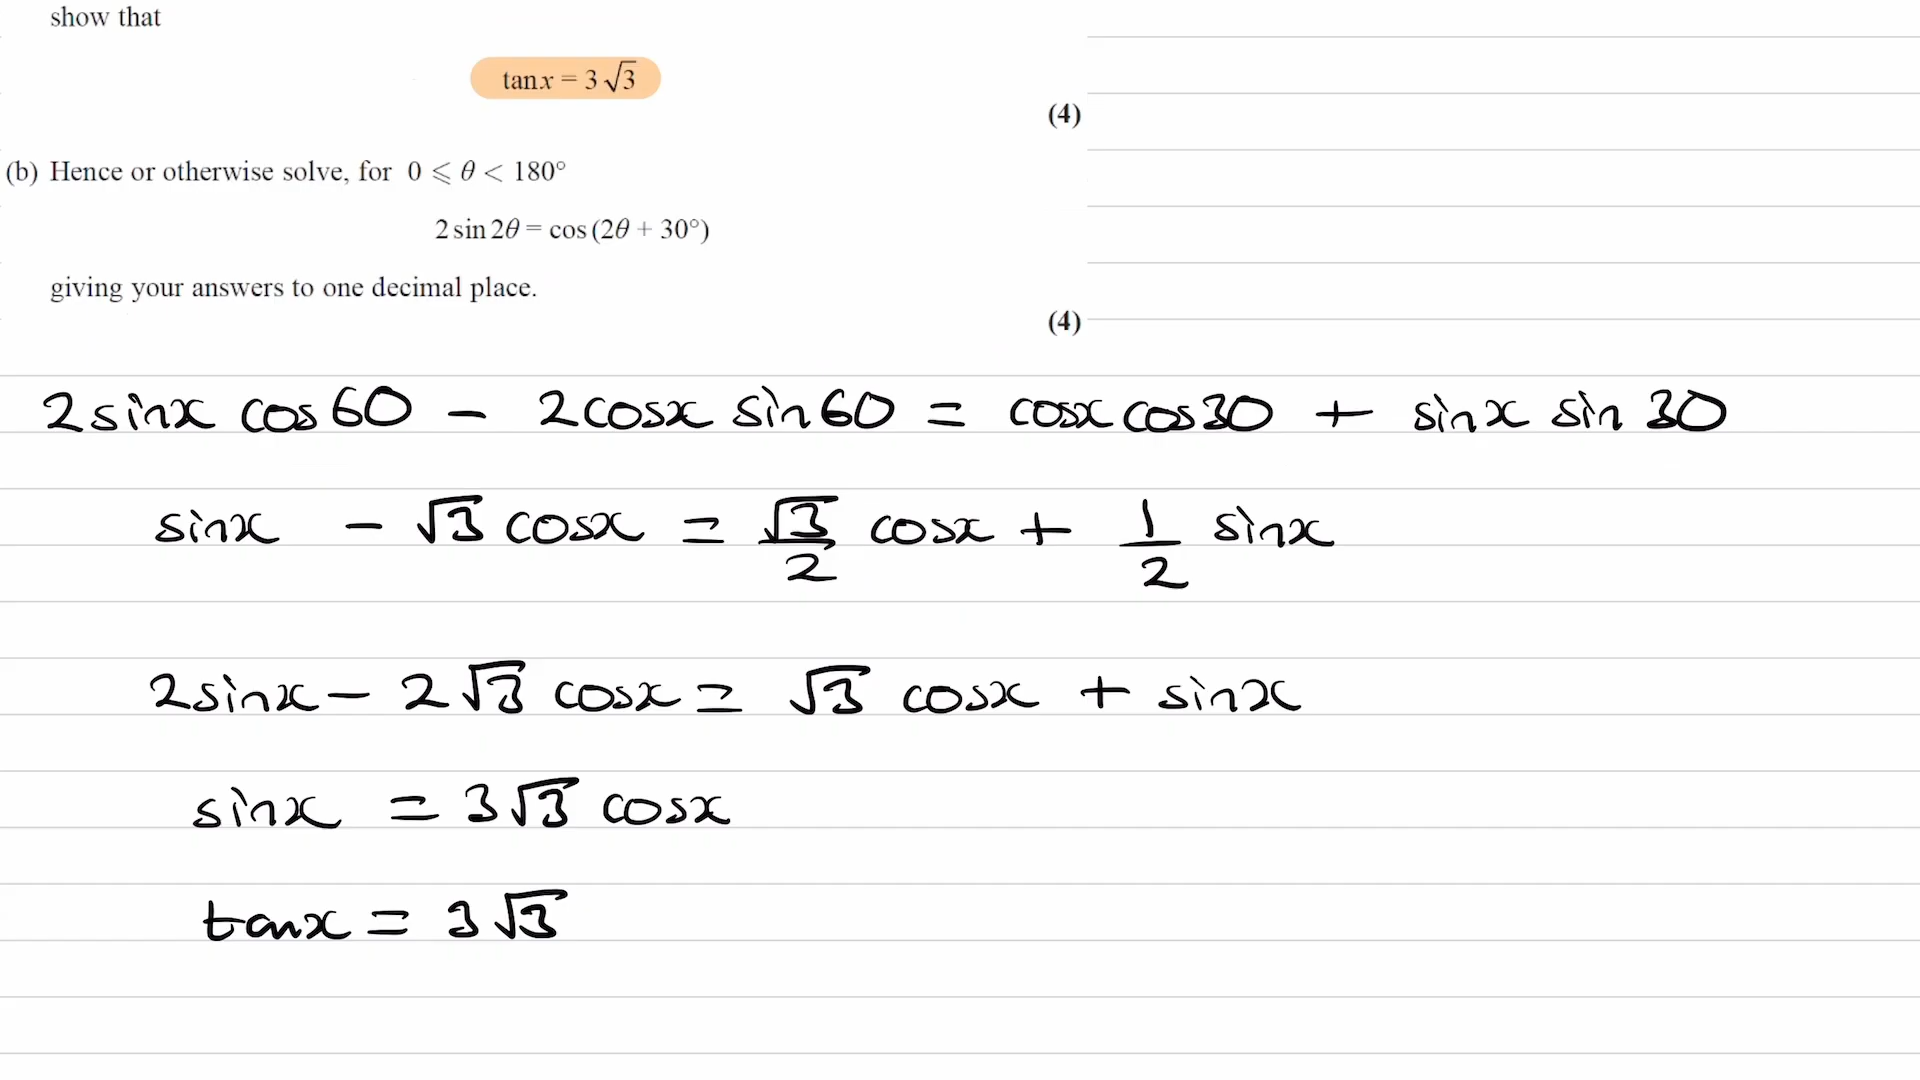 show that
tan x = 3√3
(4)
(b) Hence or otherwise solve, for 0 ⩽ θ < 180°
2 sin 2θ = cos (2θ + 30°)
giving your answers to one decimal place.
(4)
2sinx cos60 − 2cosx sin60 = cosx cos30 + sinx sin 30
sinx − √3 cosx = √3/2 cosx + 1/2 sinx
2sinx − 2√3 cosx = √3 cosx + sinx
sinx = 3√3 cosx
tanx = 3√3